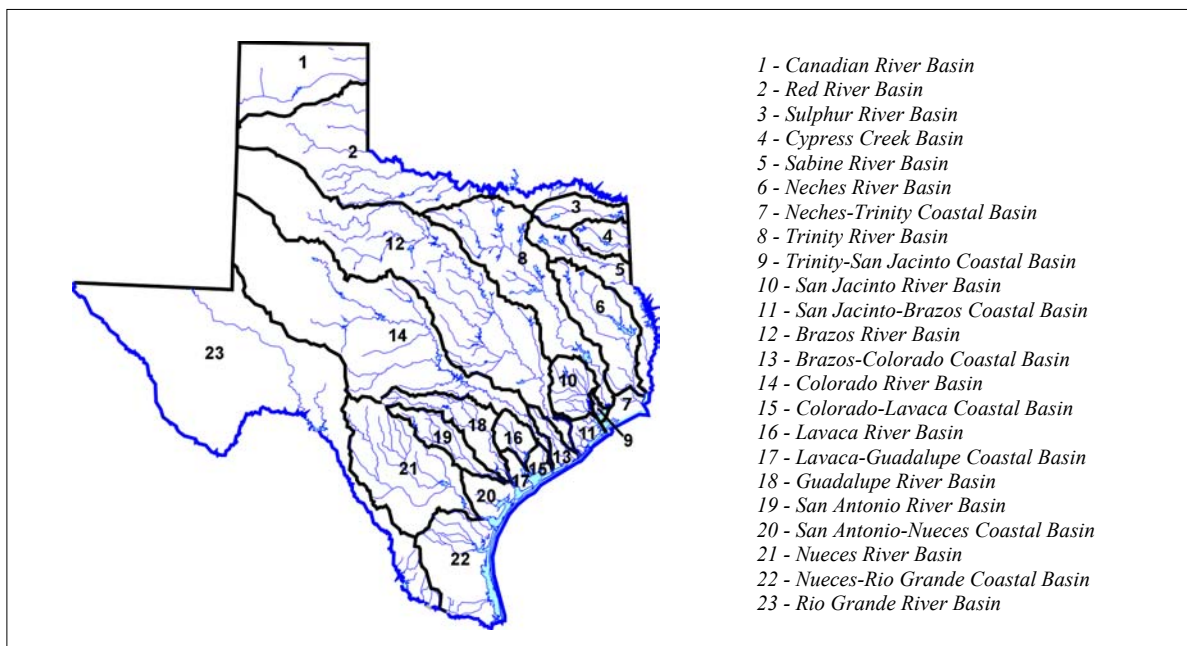 1
2
3
4
5
6
7
8
9
10
11
12
13
14
15
16
17
18
19
20
21
22
23
1 - Canadian River Basin
2 - Red River Basin
3 - Sulphur River Basin
4 - Cypress Creek Basin
5 - Sabine River Basin
6 - Neches River Basin
7 - Neches-Trinity Coastal Basin
8 - Trinity River Basin
9 - Trinity-San Jacinto Coastal Basin
10 - San Jacinto River Basin
11 - San Jacinto-Brazos Coastal Basin
12 - Brazos River Basin
13 - Brazos-Colorado Coastal Basin
14 - Colorado River Basin
15 - Colorado-Lavaca Coastal Basin
16 - Lavaca River Basin
17 - Lavaca-Guadalupe Coastal Basin
18 - Guadalupe River Basin
19 - San Antonio River Basin
20 - San Antonio-Nueces Coastal Basin
21 - Nueces River Basin
22 - Nueces-Rio Grande Coastal Basin
23 - Rio Grande River Basin